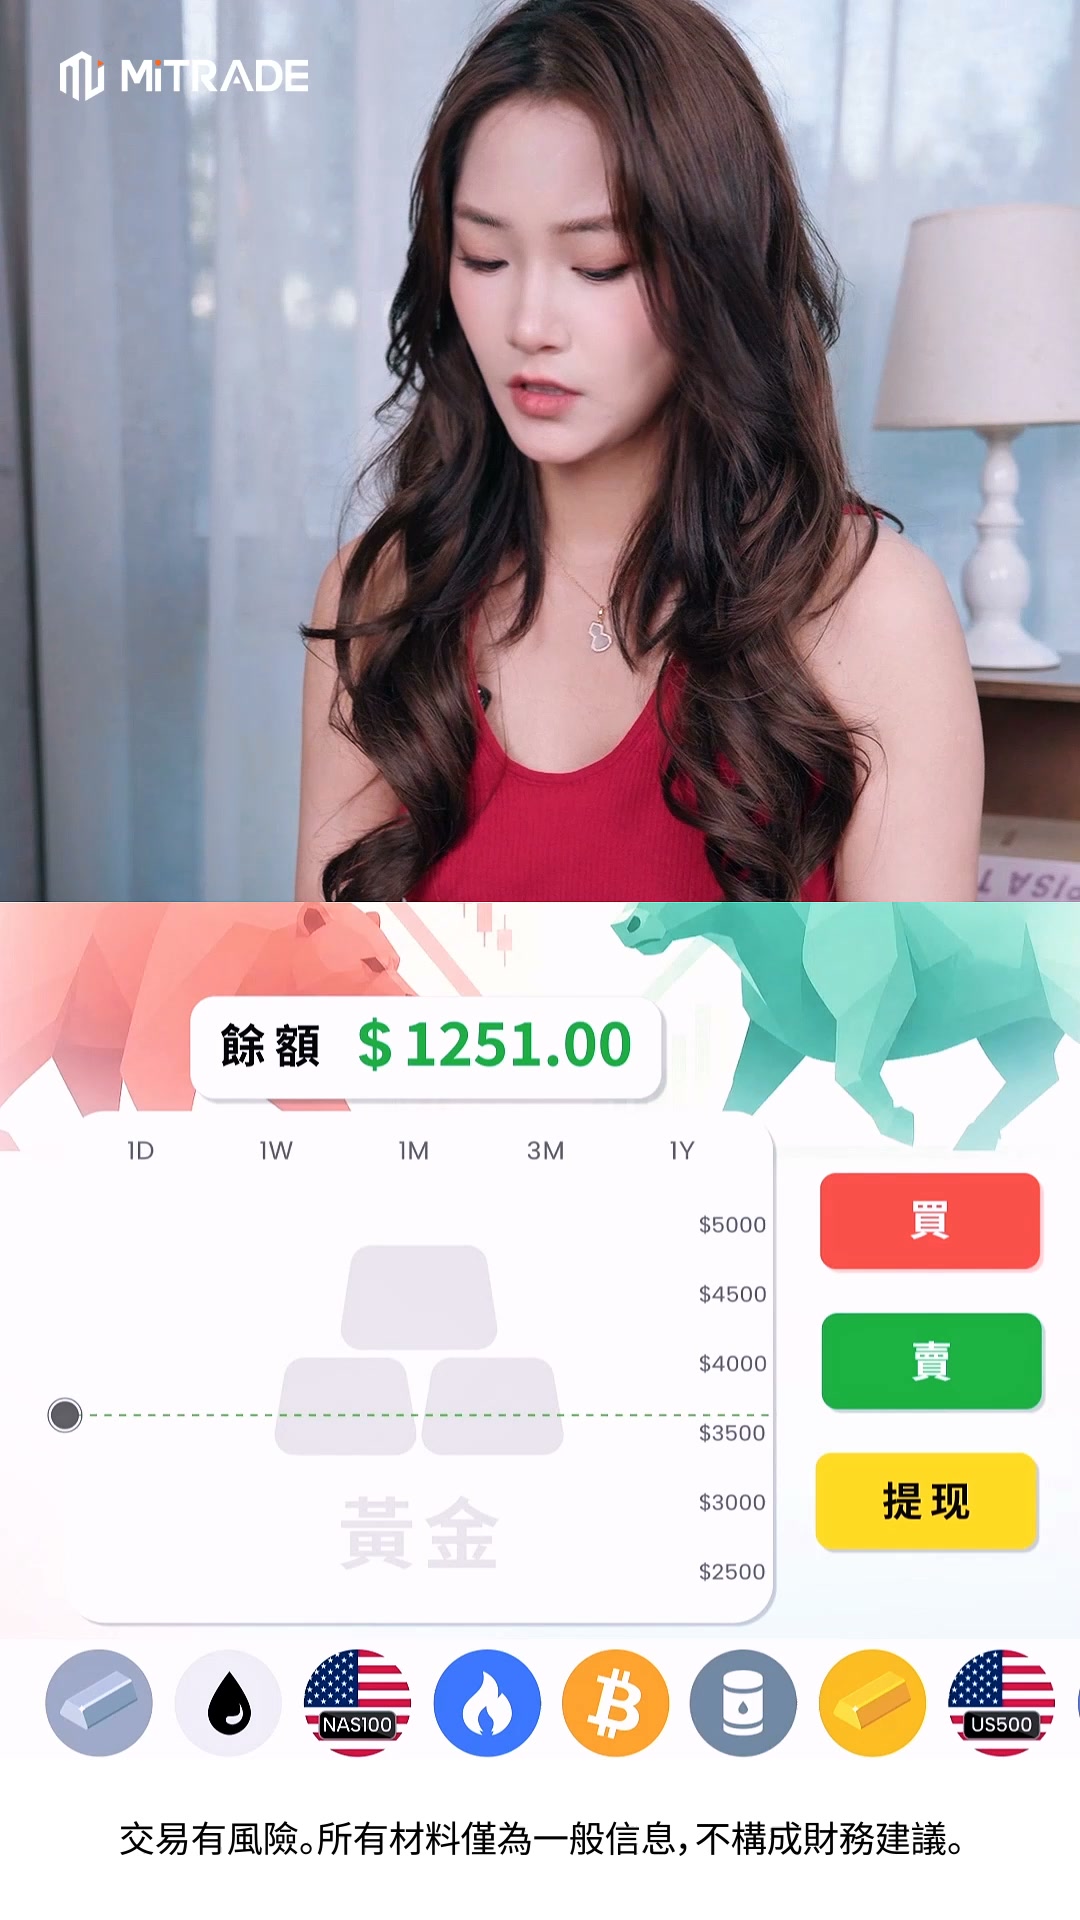 MiTRADE
PISA T
餘額 $1251.00
1D 1W 1M 3M 1Y
$5000
買
$4500
$4000
賣
$3500
$3000
提现
$2500
黃金
NAS100
US500
交易有風險。所有材料僅為一般信息，不構成財務建議。